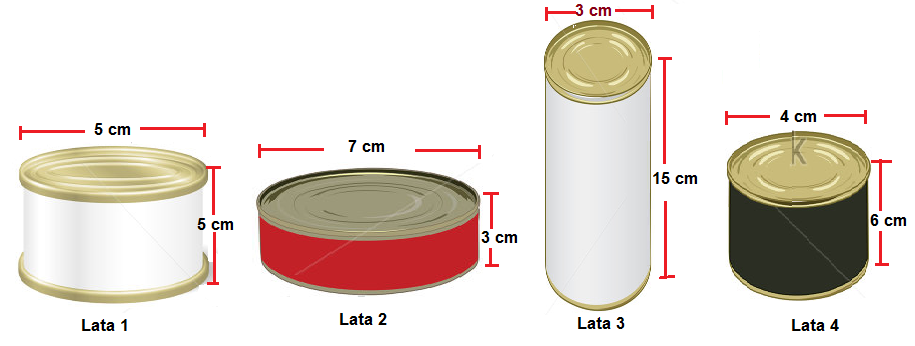 3 cm
5 cm
7 cm
4 cm
5 cm
3 cm
15 cm
6 cm
K
Lata 1
Lata 2
Lata 3
Lata 4